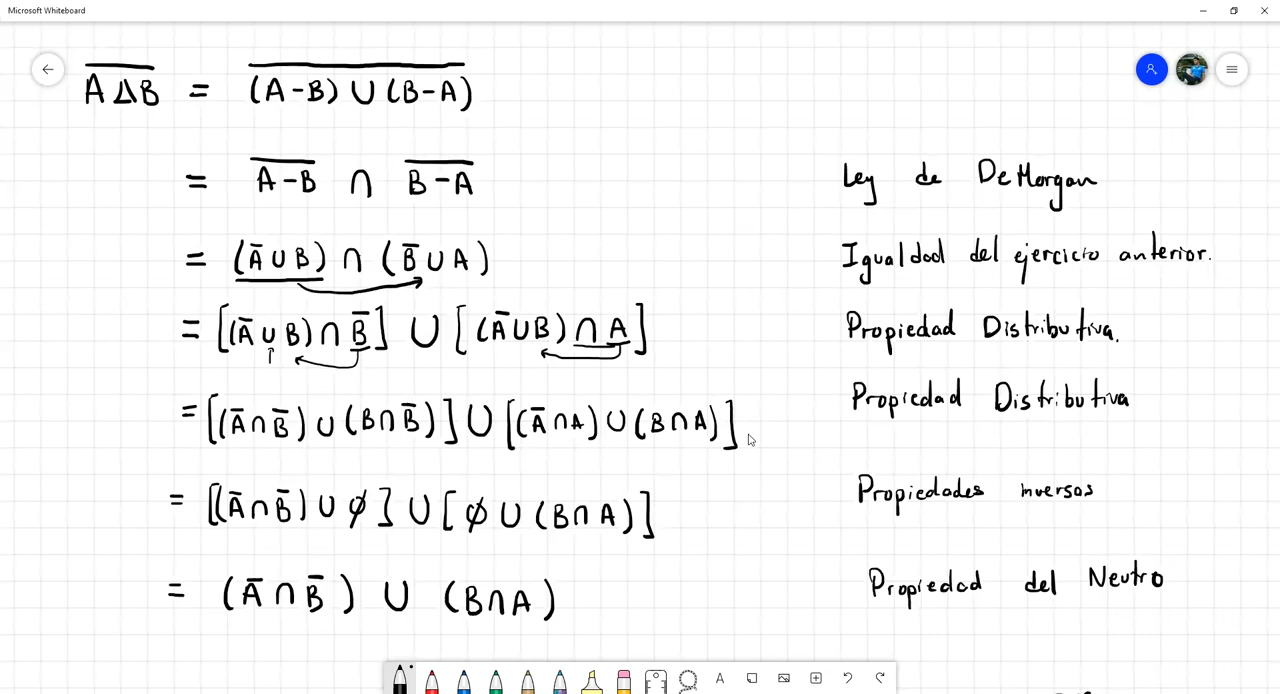 Microsoft Whiteboard
A̅ ̅Δ̅ ̅B̅ = (̅A̅ ̅-̅ ̅B̅)̅ ̅∪̅ ̅(̅B̅ ̅-̅ ̅A̅)̅
= A̅ ̅-̅ ̅B̅ ∩ B̅ ̅-̅ ̅A̅ Ley de DeMorgan
= (A̅ ∪ B) ∩ (B̅ ∪ A) Igualdad del ejercicio anterior.
= [(A̅ ∪ B) ∩ B̅] ∪ [(A̅ ∪ B) ∩ A] Propiedad Distributiva.
= [(A̅ ∩ B̅) ∪ (B ∩ B̅)] ∪ [(A̅ ∩ A) ∪ (B ∩ A)] Propiedad Distributiva
= [(A̅ ∩ B̅) ∪ ∅] ∪ [∅ ∪ (B ∩ A)] Propiedades inversos
= (A̅ ∩ B̅) ∪ (B ∩ A) Propiedad del Neutro